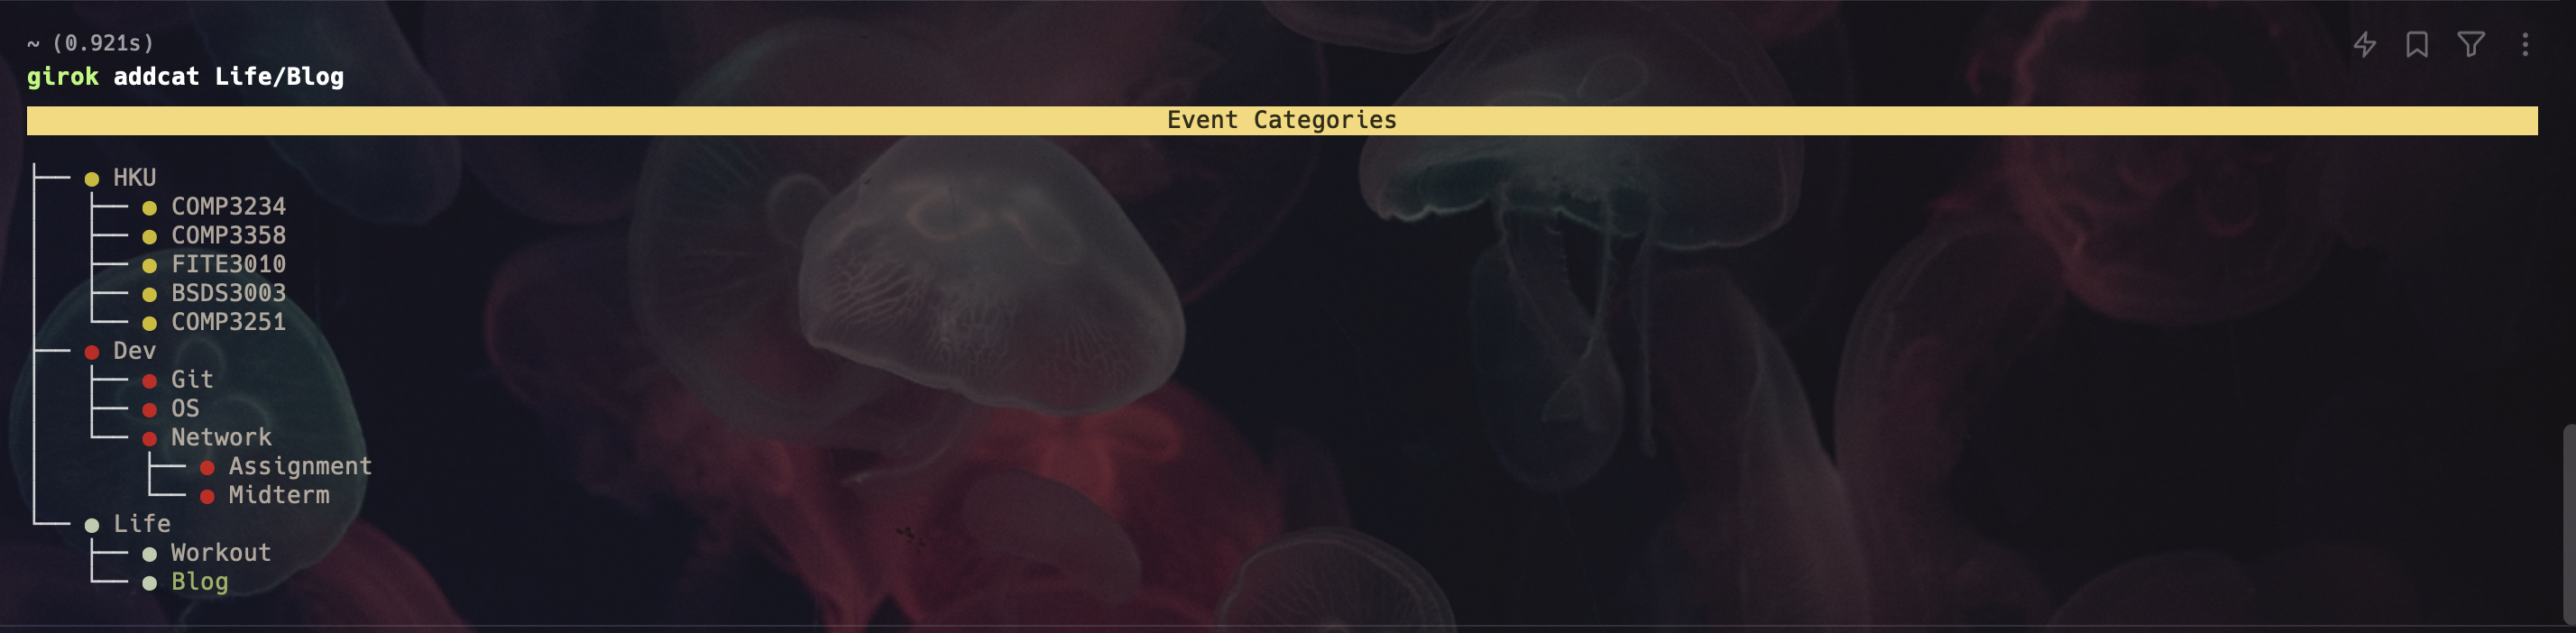 ~ (0.921s)
girok addcat Life/Blog
Event Categories
HKU
COMP3234
COMP3358
FITE3010
BSDS3003
COMP3251
Dev
Git
OS
Network
Assignment
Midterm
Life
Workout
Blog